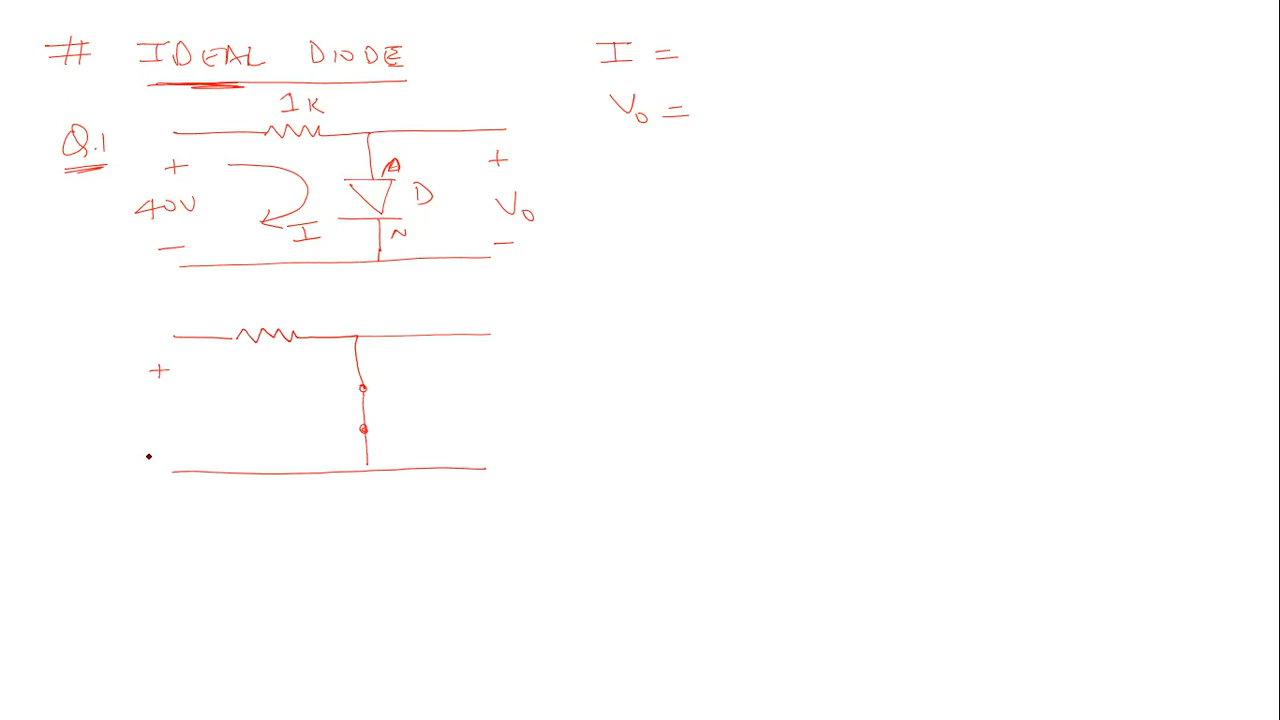 # IDEAL DIODE
I =
V₀ =
1K
Q.1
+ A +
40V D V₀
I N
- -
+